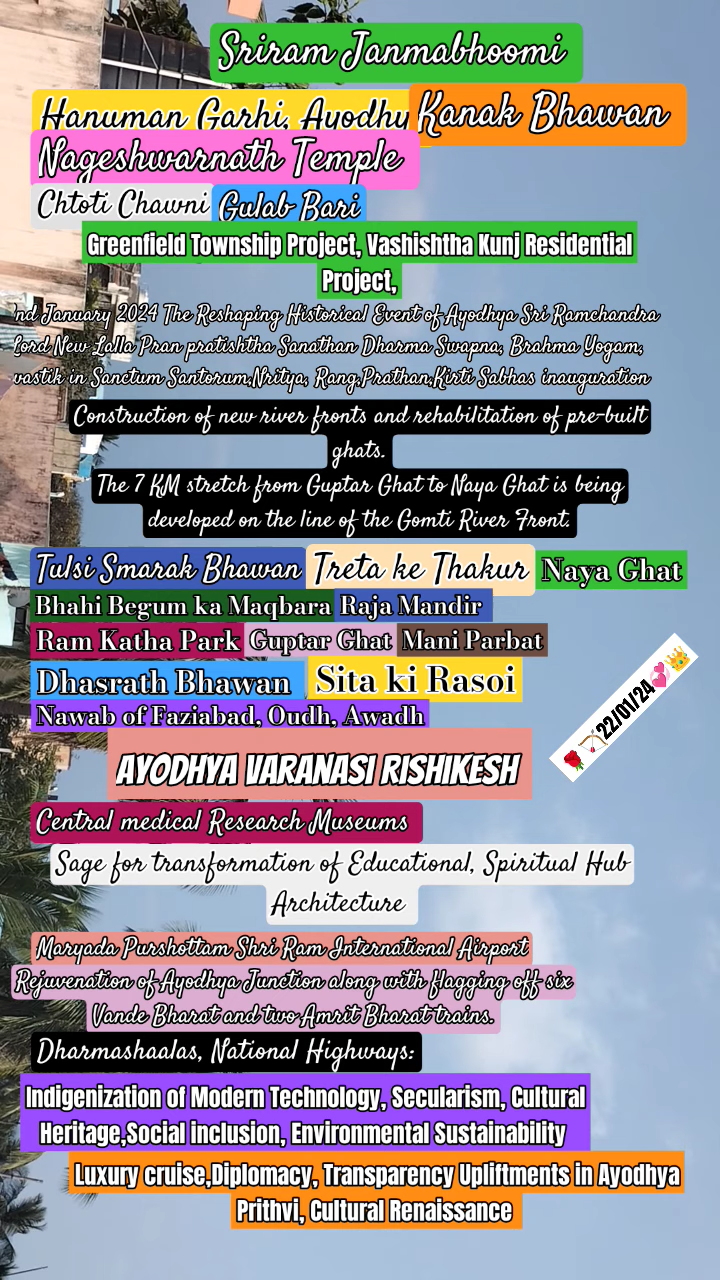 Sriram Janmabhoomi
Hanuman Garhi, Ayodhy
Kanak Bhawan
Nageshwarnath Temple
Chtoti Chawni
Gulab Bari
Greenfield Township Project, Vashishtha Kunj Residential
Project,
nd January 2024 The Reshaping Historical Event of Ayodhya Sri Ramchandra
lord New Lalla Pran pratishtha Sanathan Dharma Swapna, Brahma Yogam,
vastik in Sanctum Santorum,Nritya, Rang,Prathan,Kirti Sabhas inauguration
Construction of new river fronts and rehabilitation of pre-built
ghats.
The 7 KM stretch from Guptar Ghat to Naya Ghat is being
developed on the line of the Gomti River Front.
Tulsi Smarak Bhawan
Treta ke Thakur
Naya Ghat
Bhahi Begum ka Maqbara
Raja Mandir
Ram Katha Park
Guptar Ghat
Mani Parbat
Dhasrath Bhawan
Sita ki Rasoi
Nawab of Faziabad, Oudh, Awadh
22/01/24
AYODHYA VARANASI RISHIKESH
Central medical Research Museums
Sage for transformation of Educational, Spiritual Hub
Architecture
Maryada Purshottam Shri Ram International Airport
Rejuvenation of Ayodhya Junction along with flagging off six
Vande Bharat and two Amrit Bharat trains.
Dharmashaalas, National Highways:
Indigenization of Modern Technology, Secularism, Cultural
Heritage,Social inclusion, Environmental Sustainability
Luxury cruise,Diplomacy, Transparency Upliftments in Ayodhya
Prithvi, Cultural Renaissance